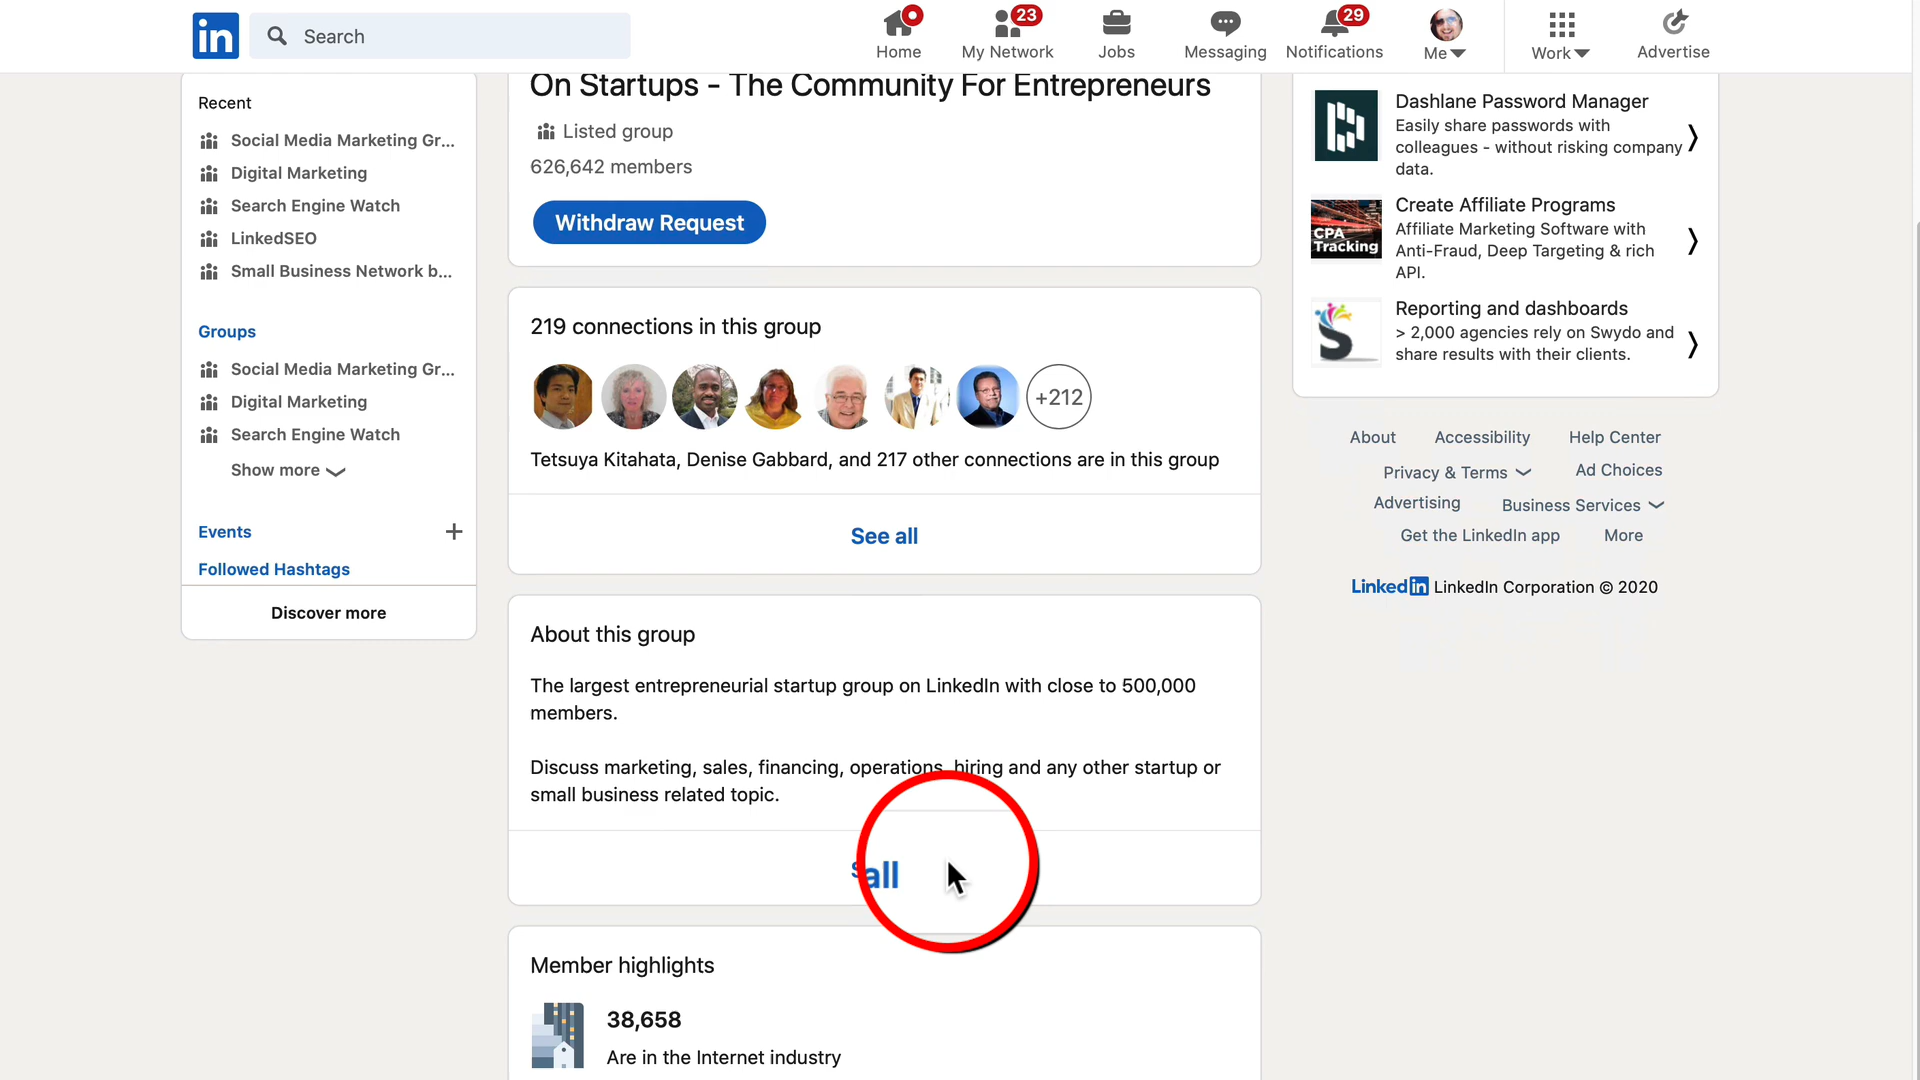 in
Search
Home
23
My Network
Jobs
Messaging
29
Notifications
Me
Work
Advertise
Recent
Social Media Marketing Gr...
Digital Marketing
Search Engine Watch
LinkedSEO
Small Business Network b...
Groups
Social Media Marketing Gr...
Digital Marketing
Search Engine Watch
Show more
Events
Followed Hashtags
Discover more
On Startups - The Community For Entrepreneurs
Listed group
626,642 members
Withdraw Request
219 connections in this group
+212
Tetsuya Kitahata, Denise Gabbard, and 217 other connections are in this group
See all
About this group
The largest entrepreneurial startup group on LinkedIn with close to 500,000
members.
Discuss marketing, sales, financing, operations, hiring and any other startup or
small business related topic.
all
Member highlights
38,658
Are in the Internet industry
Dashlane Password Manager
Easily share passwords with
colleagues - without risking company
data.
CPA
Tracking
Create Affiliate Programs
Affiliate Marketing Software with
Anti-Fraud, Deep Targeting & rich
API.
S
Reporting and dashboards
> 2,000 agencies rely on Swydo and
share results with their clients.
About Accessibility Help Center
Privacy & Terms Ad Choices
Advertising Business Services
Get the LinkedIn app More
LinkedIn LinkedIn Corporation © 2020